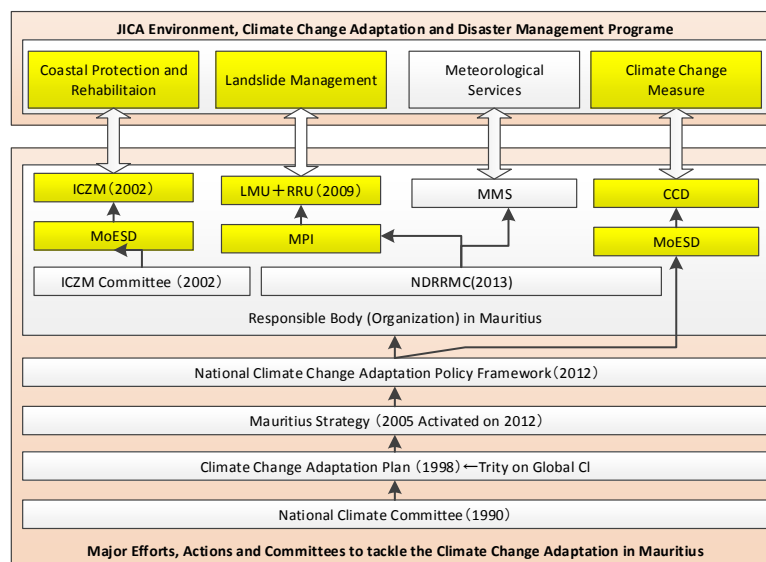 JICA Environment, Climate Change Adaptation and Disaster Management Programe
Coastal Protection and
Rehabilitaion
Landslide Management
Meteorological
Services
Climate Change
Measure
ICZM(2002)
LMU+RRU(2009)
MMS
CCD
MoESD
MPI
MoESD
ICZM Committee(2002)
NDRRMC(2013)
Responsible Body (Organization) in Mauritius
National Climate Change Adaptation Policy Framework(2012)
Mauritius Strategy (2005 Activated on 2012)
Climate Change Adaptation Plan (1998)←Trity on Global Cl
National Climate Committee(1990)
Major Efforts, Actions and Committees to tackle the Climate Change Adaptation in Mauritius